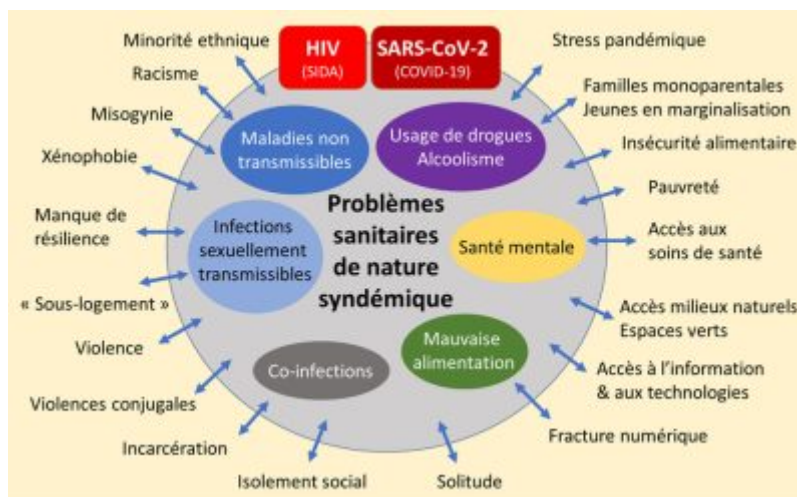 Minorité ethnique
Racisme
Misogynie
Xénophobie
Manque de
résilience
« Sous-logement »
Violence
Violences conjugales
Incarcération
Isolement social
HIV
(SIDA)
SARS-CoV-2
(COVID-19)
Maladies non
transmissibles
Usage de drogues
Alcoolisme
Infections
sexuellement
transmissibles
Problèmes
sanitaires
de nature
syndémique
Santé mentale
Co-infections
Mauvaise
alimentation
Stress pandémique
Familles monoparentales
Jeunes en marginalisation
Insécurité alimentaire
Pauvreté
Accès aux
soins de santé
Accès milieux naturels
Espaces verts
Accès à l’information
& aux technologies
Fracture numérique
Solitude